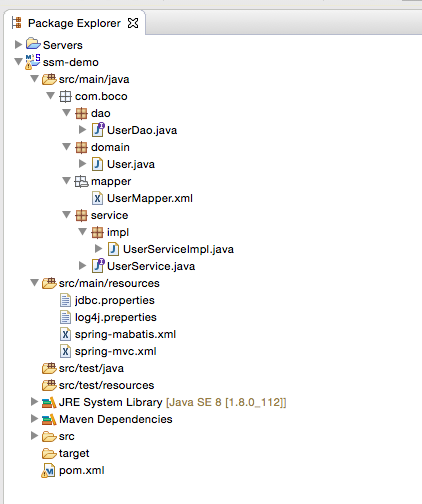 Package Explorer
Servers
ssm-demo
src/main/java
com.boco
dao
UserDao.java
domain
User.java
mapper
UserMapper.xml
service
impl
UserServiceImpl.java
UserService.java
src/main/resources
jdbc.properties
log4j.preperties
spring-mabatis.xml
spring-mvc.xml
src/test/java
src/test/resources
JRE System Library [Java SE 8 [1.8.0_112]]
Maven Dependencies
src
target
pom.xml